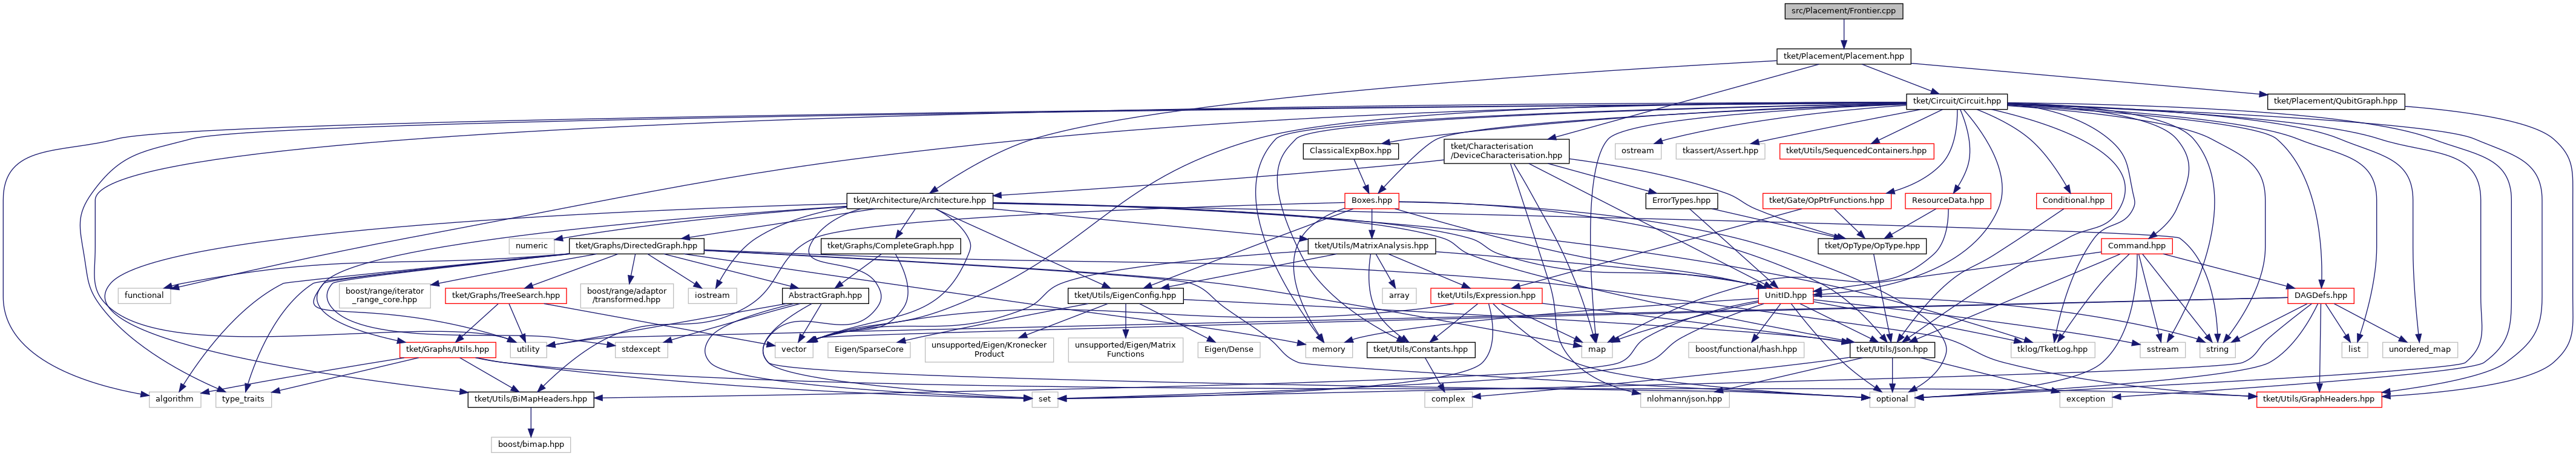 src/Placement/Frontier.cpp
tket/Placement/Placement.hpp
tket/Circuit/Circuit.hpp
tket/Placement/QubitGraph.hpp
ClassicalExpBox.hpp
tket/Characterisation
/DeviceCharacterisation.hpp
ostream
tkassert/Assert.hpp
tket/Utils/SequencedContainers.hpp
tket/Architecture/Architecture.hpp
Boxes.hpp
ErrorTypes.hpp
tket/Gate/OpPtrFunctions.hpp
ResourceData.hpp
Conditional.hpp
numeric
tket/Graphs/DirectedGraph.hpp
tket/Graphs/CompleteGraph.hpp
tket/Utils/MatrixAnalysis.hpp
tket/OpType/OpType.hpp
Command.hpp
functional
boost/range/iterator
_range_core.hpp
tket/Graphs/TreeSearch.hpp
boost/range/adaptor
/transformed.hpp
iostream
AbstractGraph.hpp
tket/Utils/EigenConfig.hpp
array
tket/Utils/Expression.hpp
UnitID.hpp
DAGDefs.hpp
tket/Graphs/Utils.hpp
utility
stdexcept
vector
Eigen/SparseCore
unsupported/Eigen/Kronecker
Product
unsupported/Eigen/Matrix
Functions
Eigen/Dense
memory
tket/Utils/Constants.hpp
map
boost/functional/hash.hpp
tket/Utils/Json.hpp
tklog/TketLog.hpp
sstream
string
list
unordered_map
algorithm
type_traits
tket/Utils/BiMapHeaders.hpp
set
complex
nlohmann/json.hpp
optional
exception
tket/Utils/GraphHeaders.hpp
boost/bimap.hpp